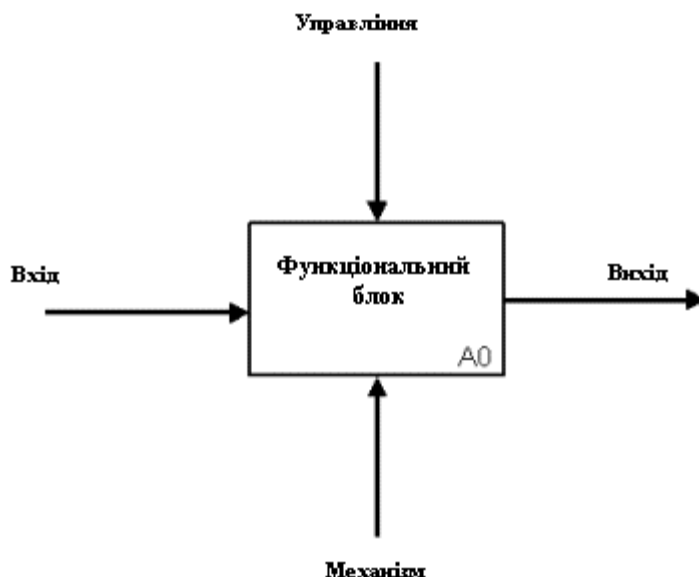 Управління
Вхід
Функціональний
блок
Вихід
A0
Механізм